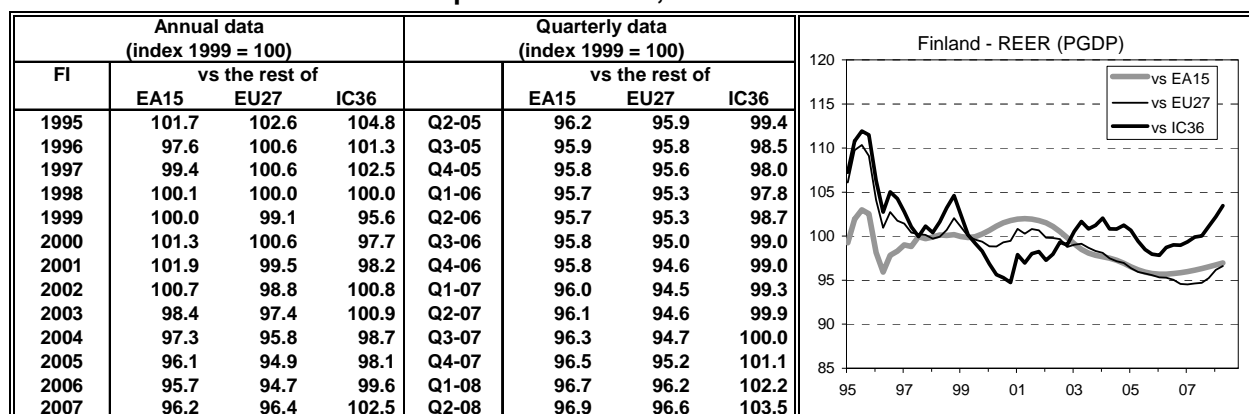 Annual data Quarterly data
(index 1999 = 100) (index 1999 = 100)
FI vs the rest of vs the rest of
EA15 EU27 IC36 EA15 EU27 IC36
1995 101.7 102.6 104.8 Q2-05 96.2 95.9 99.4
1996 97.6 100.6 101.3 Q3-05 95.9 95.8 98.5
1997 99.4 100.6 102.5 Q4-05 95.8 95.6 98.0
1998 100.1 100.0 100.0 Q1-06 95.7 95.3 97.8
1999 100.0 99.1 95.6 Q2-06 95.7 95.3 98.7
2000 101.3 100.6 97.7 Q3-06 95.8 95.0 99.0
2001 101.9 99.5 98.2 Q4-06 95.8 94.6 99.0
2002 100.7 98.8 100.8 Q1-07 96.0 94.5 99.3
2003 98.4 97.4 100.9 Q2-07 96.1 94.6 99.9
2004 97.3 95.8 98.7 Q3-07 96.3 94.7 100.0
2005 96.1 94.9 98.1 Q4-07 96.5 95.2 101.1
2006 95.7 94.7 99.6 Q1-08 96.7 96.2 102.2
2007 96.2 96.4 102.5 Q2-08 96.9 96.6 103.5
Finland - REER (PGDP)
120
115
110
105
100
95
90
85
95 97 99 01 03 05 07
vs EA15
vs EU27
vs IC36